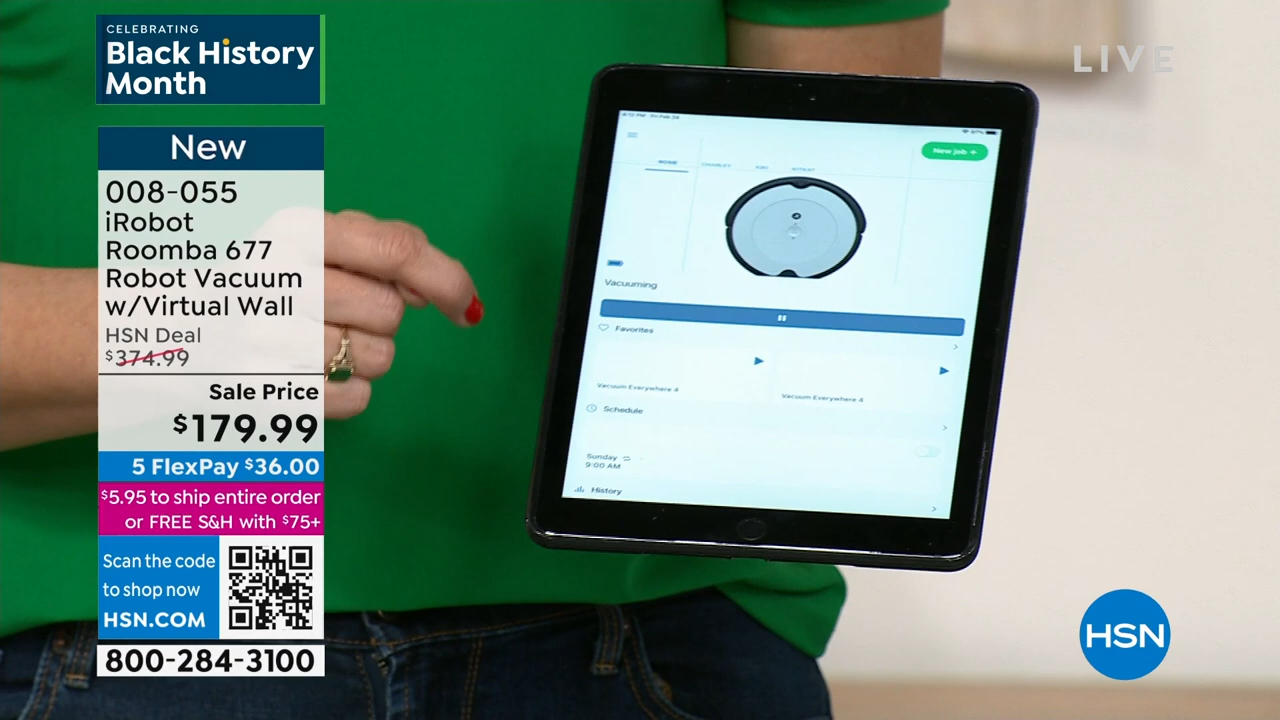 CELEBRATING
Black History
Month
LIVE
New
008-055
iRobot
Roomba 677
Robot Vacuum
w/Virtual Wall
HSN Deal
$374.99
Sale Price
$179.99
5 FlexPay $36.00
$5.95 to ship entire order
or FREE S&H with $75+
Scan the code
to shop now
HSN.COM
800-284-3100
New job +
HOME
Vacuuming
Favorites
Vacuum Everywhere 4
Vacuum Everywhere 4
Schedule
Sunday
9:00 AM
History
HSN